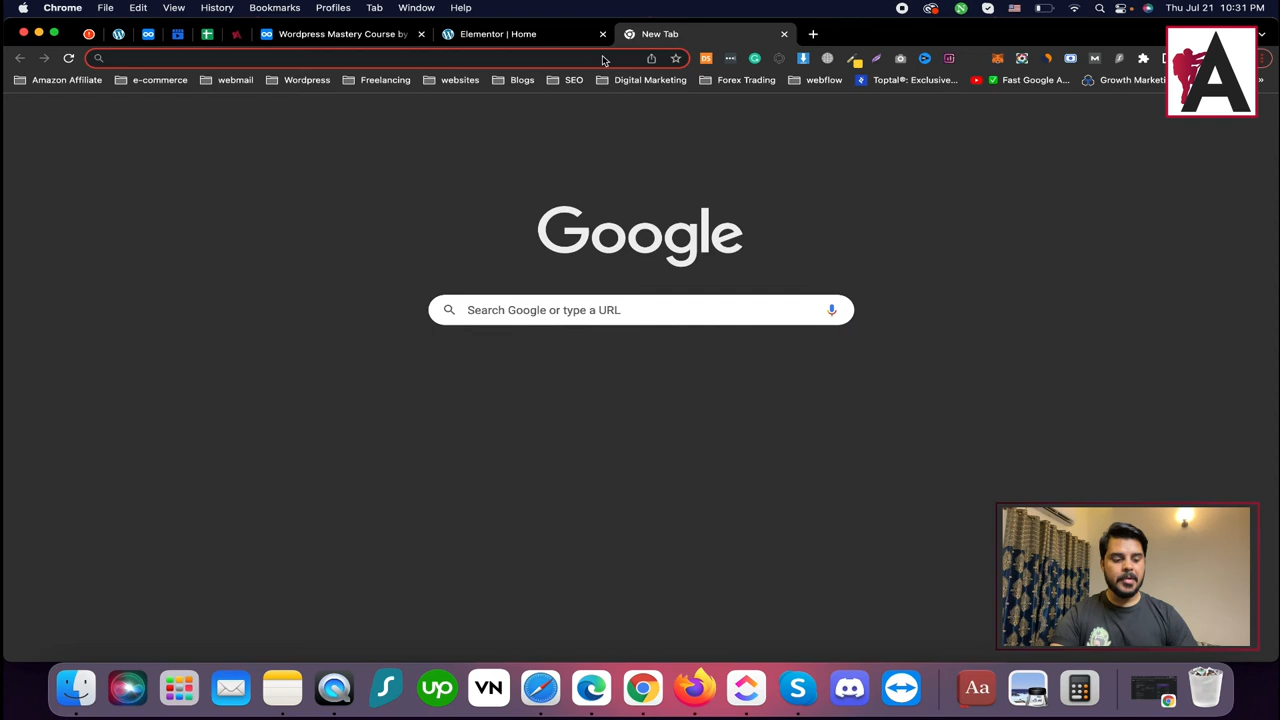 Chrome File Edit View History Bookmarks Profiles Tab Window Help Thu Jul 21 10:31 PM
Wordpress Mastery Course by Elementor | Home New Tab
Amazon Affiliate e-commerce webmail Wordpress Freelancing websites Blogs SEO Digital Marketing Forex Trading webflow Toptal®: Exclusive... Fast Google A... Growth Market
A
Google
Search Google or type a URL
up VN S Aa